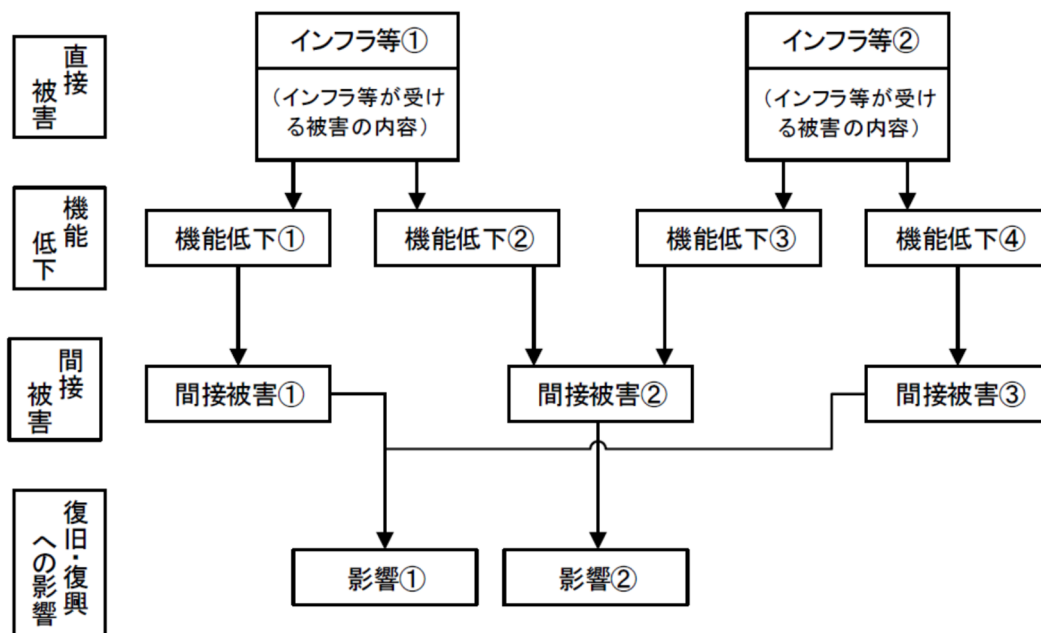 直接
被害
インフラ等①
(インフラ等が受け
る被害の内容)
インフラ等②
(インフラ等が受け
る被害の内容)
機能
低下
機能低下①
機能低下②
機能低下③
機能低下④
間接
被害
間接被害①
間接被害②
間接被害③
復旧・復興
への影響
影響①
影響②